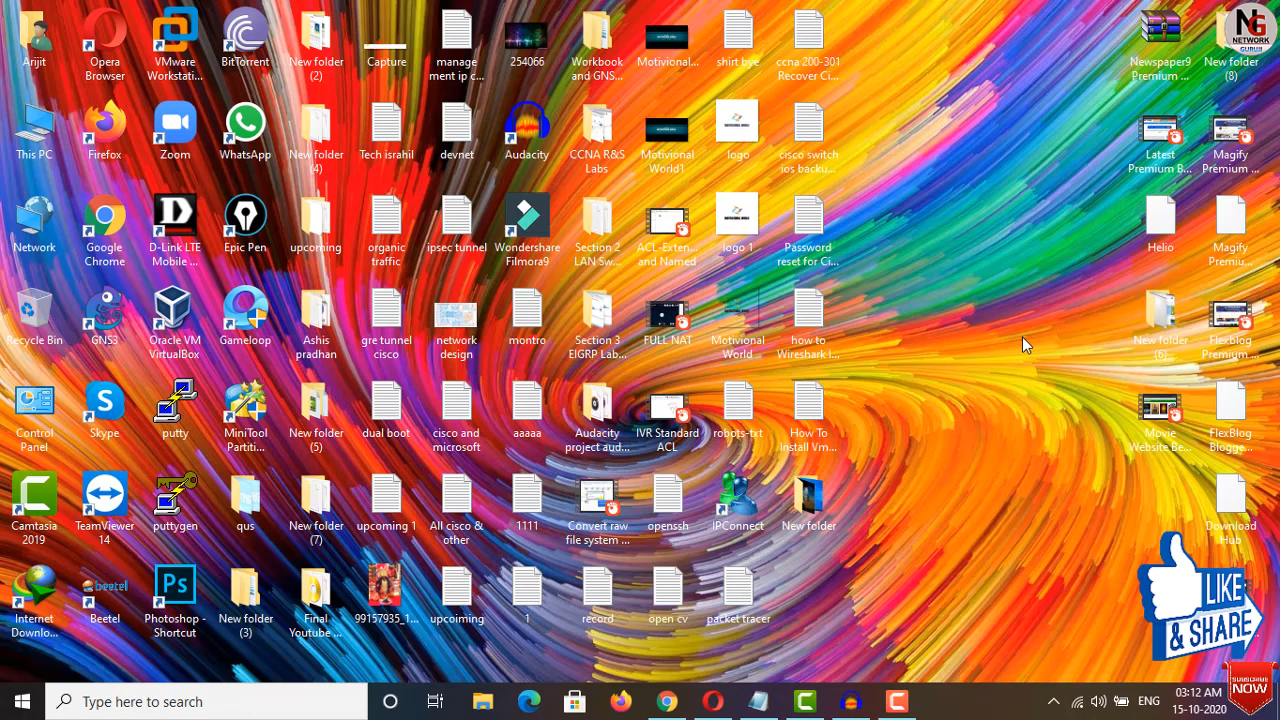 Arijit
Opera
Browser
VMware
Workstati...
BitTorrent
New folder
(2)
Capture
manage
ment ip c...
254066
Workbook
and GNS...
Motivional...
shirt bye
ccna 200-301
Recover Ci...
Newspaper9
Premium ...
New folder
(8)
NG
NETWORK
GURUJI
This PC
Firefox
Zoom
WhatsApp
New folder
(4)
Tech israhil
devnet
Audacity
CCNA R&S
Labs
Motivional
World1
logo
cisco switch
ios backu...
Latest
Premium B...
Magify
Premium ...
Network
Google
Chrome
D-Link LTE
Mobile ...
Epic Pen
upcoming
organic
traffic
ipsec tunnel
Wondershare
Filmora9
Section 2
LAN Sw...
ACL-Exten...
and Named
logo 1
Password
reset for Ci...
Helio
Magify
Premiu...
Recycle Bin
GNS3
Oracle VM
VirtualBox
Gameloop
Ashis
pradhan
gre tunnel
cisco
network
design
montro
Section 3
EIGRP Lab...
FULL NAT
Motivional
World
how to
Wireshark I...
New folder
(6)
Flexblog
Premium ...
Control
Panel
Skype
putty
MiniTool
Partiti...
New folder
(5)
dual boot
cisco and
microsoft
aaaaa
Audacity
project aud...
IVR Standard
ACL
robots-txt
How To
Install Vm...
Movie
Website Be...
FlexBlog
Blogge...
Camtasia
2019
TeamViewer
14
puttygen
qus
New folder
(7)
upcoming 1
All cisco &
other
1111
Convert raw
file system ...
openssh
IPConnect
New folder
Download
Hub
Internet
Downlo...
beetel
Beetel
Ps
Photoshop -
Shortcut
New folder
(3)
Final
Youtube ...
99157935_1...
upcoiming
1
record
open cv
packet tracer
LIKE
& SHARE
Type here to search
ENG
03:12 AM
15-10-2020
SUBSCRIBE
NOW